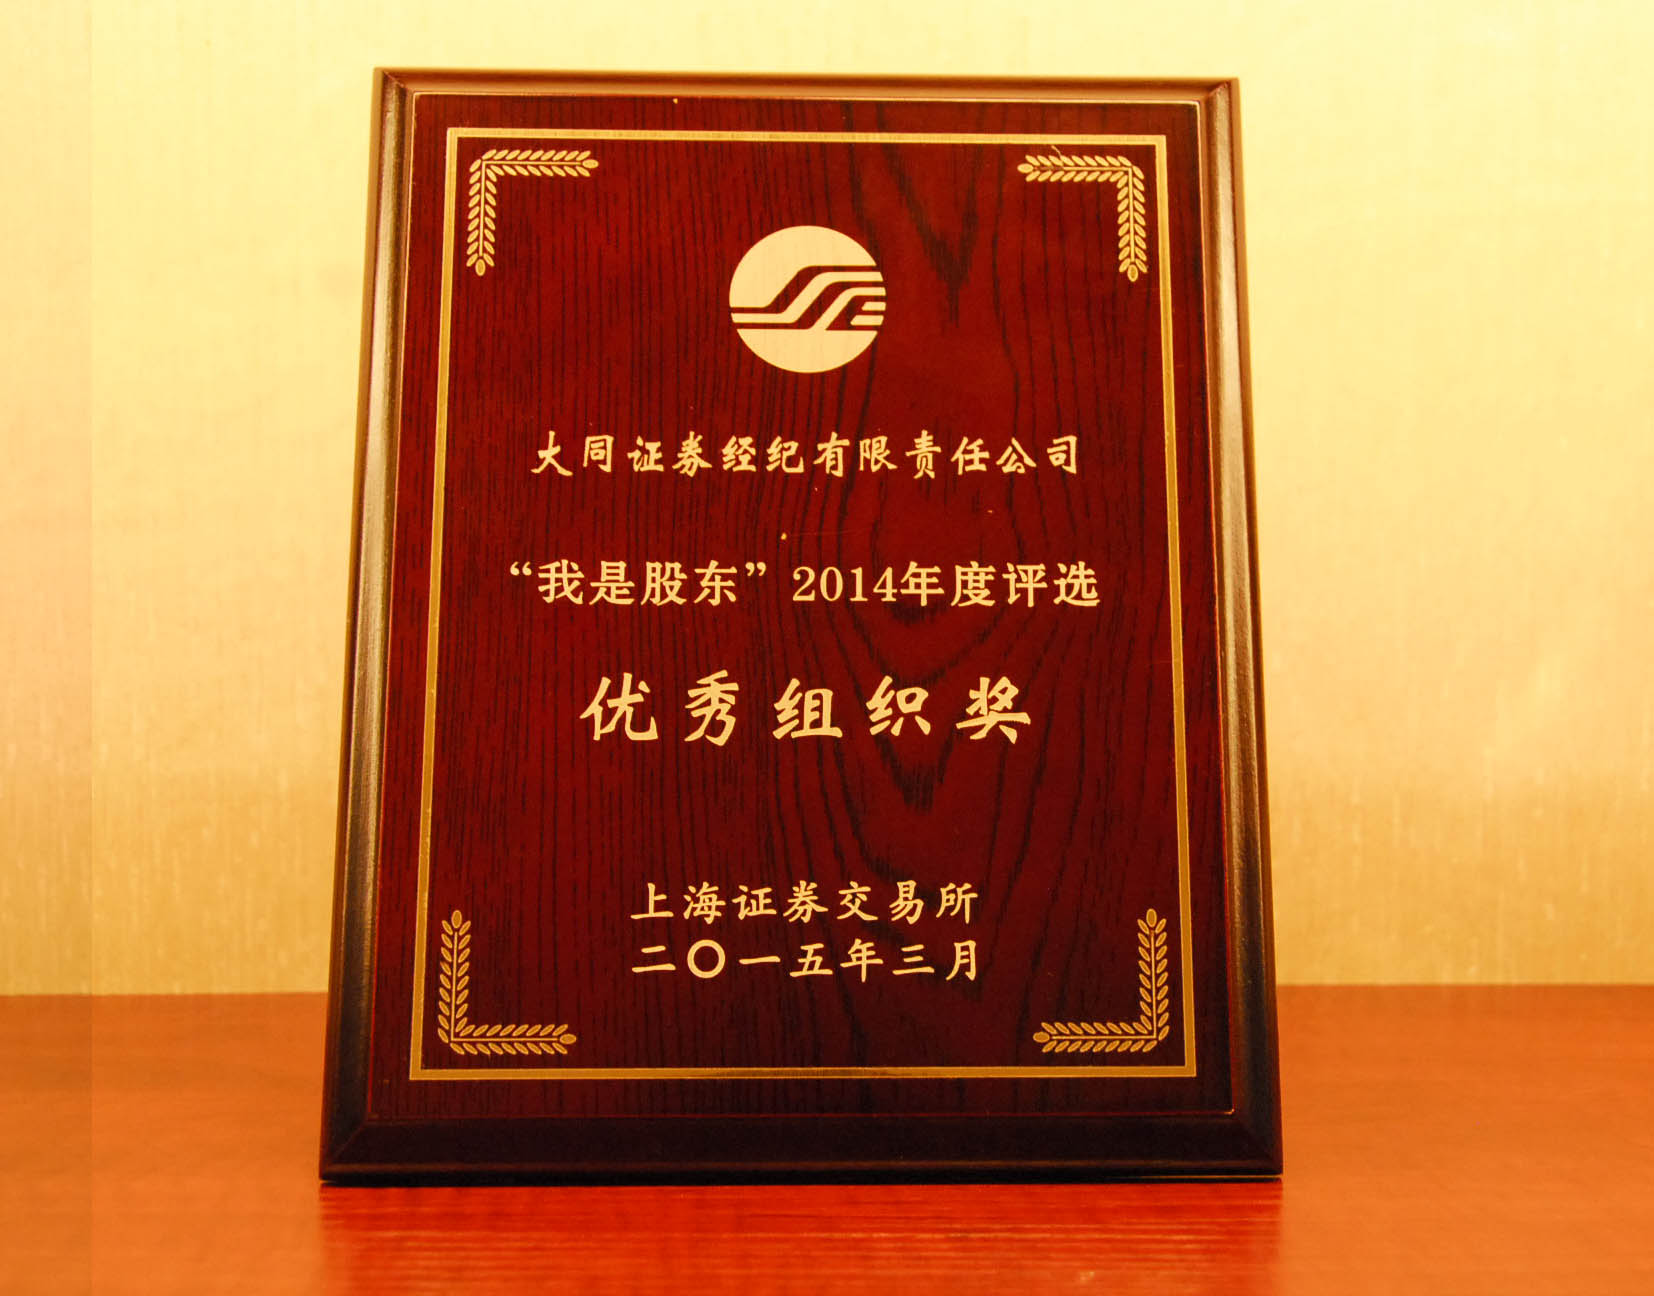 大同证券经纪有限责任公司
“我是股东”2014年度评选
优秀组织奖
上海证券交易所
二〇一五年三月